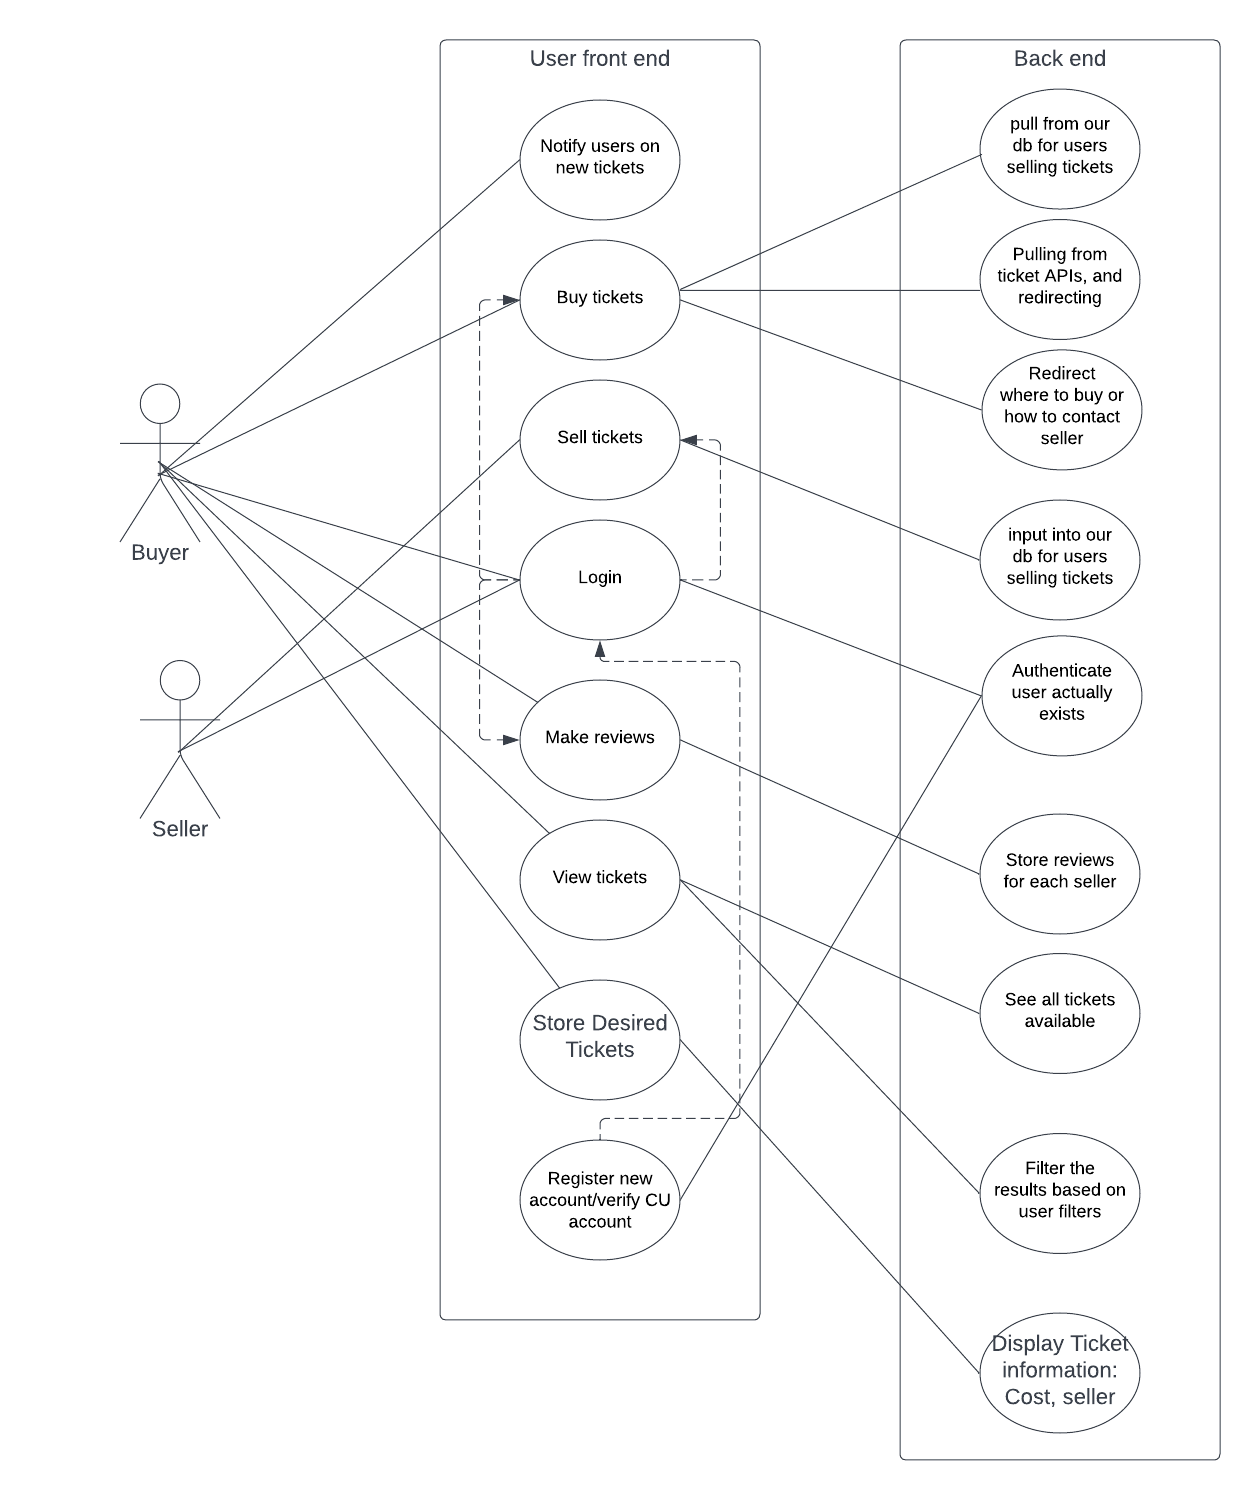 User front end
Notify users on
new tickets
Buy tickets
Sell tickets
Login
Make reviews
View tickets
Store Desired
Tickets
Register new
account/verify CU
account
Buyer
Seller
Back end
pull from our
db for users
selling tickets
Pulling from
ticket APIs, and
redirecting
Redirect
where to buy or
how to contact
seller
input into our
db for users
selling tickets
Authenticate
user actually
exists
Store reviews
for each seller
See all tickets
available
Filter the
results based on
user filters
Display Ticket
information:
Cost, seller